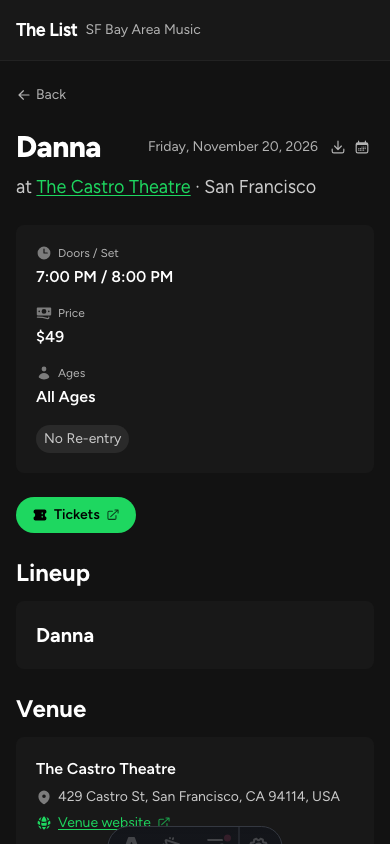 The List SF Bay Area Music
Back
Danna Friday, November 20, 2026
at The Castro Theatre · San Francisco
Doors / Set
7:00 PM / 8:00 PM
Price
$49
Ages
All Ages
No Re-entry
Tickets
Lineup
Danna
Venue
The Castro Theatre
429 Castro St, San Francisco, CA 94114, USA
Venue website